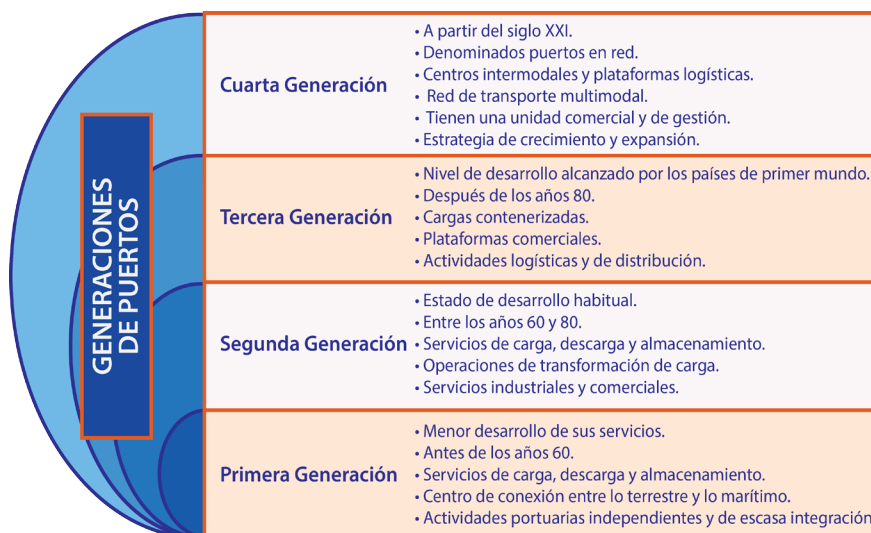 GENERACIONES
DE PUERTOS
Cuarta Generación
• A partir del siglo XXI.
• Denominados puertos en red.
• Centros intermodales y plataformas logísticas.
• Red de transporte multimodal.
• Tienen una unidad comercial y de gestión.
• Estrategia de crecimiento y expansión.
Tercera Generación
• Nivel de desarrollo alcanzado por los países de primer mundo.
• Después de los años 80.
• Cargas contenerizadas.
• Plataformas comerciales.
• Actividades logísticas y de distribución.
Segunda Generación
• Estado de desarrollo habitual.
• Entre los años 60 y 80.
• Servicios de carga, descarga y almacenamiento.
• Operaciones de transformación de carga.
• Servicios industriales y comerciales.
Primera Generación
• Menor desarrollo de sus servicios.
• Antes de los años 60.
• Servicios de carga, descarga y almacenamiento.
• Centro de conexión entre lo terrestre y lo marítimo.
• Actividades portuarias independientes y de escasa integración